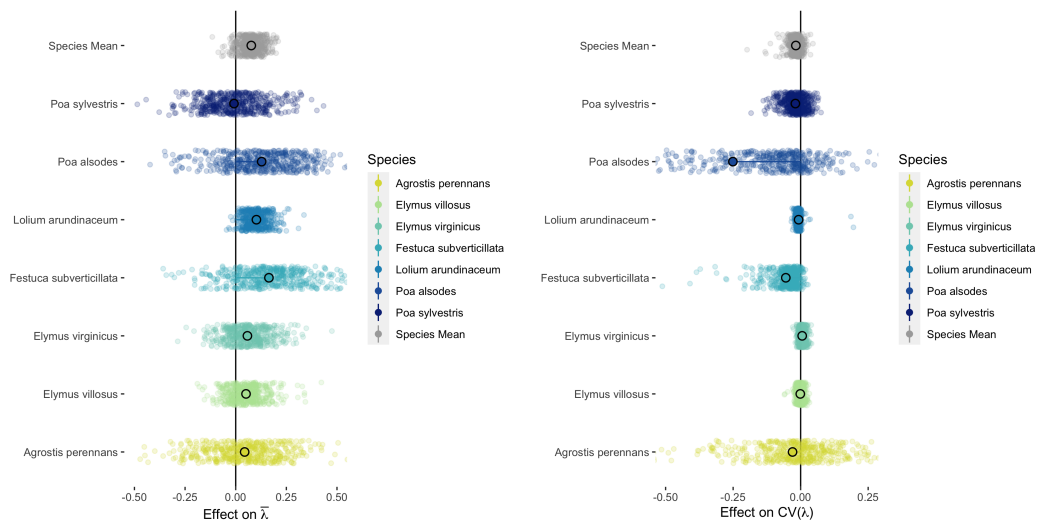 Species Mean
Poa sylvestris
Poa alsodes
Lolium arundinaceum
Festuca subverticillata
Elymus virginicus
Elymus villosus
Agrostis perennans
-0.50 -0.25 0.00 0.25 0.50
Effect on λ̅
Species
Agrostis perennans
Elymus villosus
Elymus virginicus
Festuca subverticillata
Lolium arundinaceum
Poa alsodes
Poa sylvestris
Species Mean
Species Mean
Poa sylvestris
Poa alsodes
Lolium arundinaceum
Festuca subverticillata
Elymus virginicus
Elymus villosus
Agrostis perennans
-0.50 -0.25 0.00 0.25
Effect on CV(λ)
Species
Agrostis perennans
Elymus villosus
Elymus virginicus
Festuca subverticillata
Lolium arundinaceum
Poa alsodes
Poa sylvestris
Species Mean